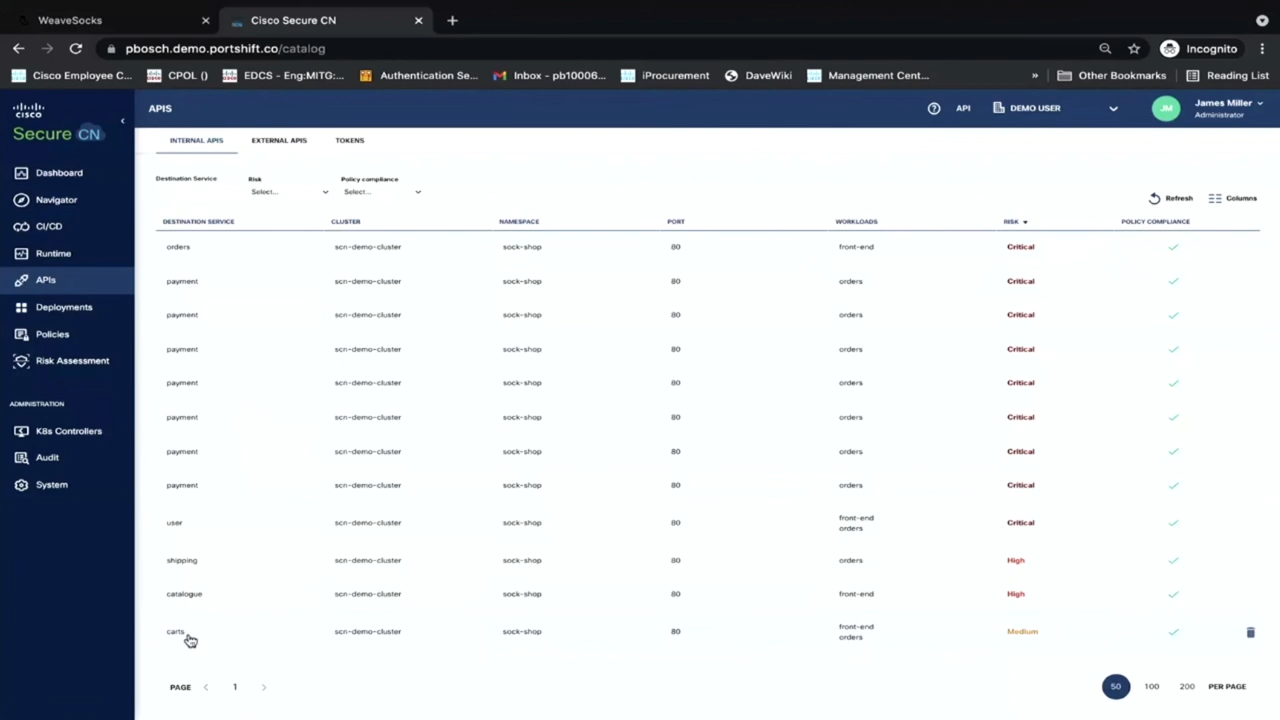 WeaveSocks
Cisco Secure CN
pbosch.demo.portshift.co/catalog
Incognito
Cisco Employee C...
CPOL ()
EDCS - Eng:MITG:...
Authentication Se...
Inbox - pb10006...
iProcurement
DaveWiki
Management Cent...
»
Other Bookmarks
Reading List
cisco
Secure CN
APIS
API
DEMO USER
JM
James Miller
Administrator
Dashboard
Navigator
CI/CD
Runtime
APIs
Deployments
Policies
Risk Assessment
ADMINISTRATION
K8s Controllers
Audit
System
INTERNAL APIS EXTERNAL APIS TOKENS
Destination Service
Risk
Select...
Policy compliance
Select...
Refresh
Columns
DESTINATION SERVICE CLUSTER NAMESPACE PORT WORKLOADS RISK POLICY COMPLIANCE
orders scn-demo-cluster sock-shop 80 front-end Critical
payment scn-demo-cluster sock-shop 80 orders Critical
payment scn-demo-cluster sock-shop 80 orders Critical
payment scn-demo-cluster sock-shop 80 orders Critical
payment scn-demo-cluster sock-shop 80 orders Critical
payment scn-demo-cluster sock-shop 80 orders Critical
payment scn-demo-cluster sock-shop 80 orders Critical
payment scn-demo-cluster sock-shop 80 orders Critical
user scn-demo-cluster sock-shop 80 front-end orders Critical
shipping scn-demo-cluster sock-shop 80 orders High
catalogue scn-demo-cluster sock-shop 80 front-end High
carts scn-demo-cluster sock-shop 80 front-end orders Medium
PAGE 1
50 100 200 PER PAGE